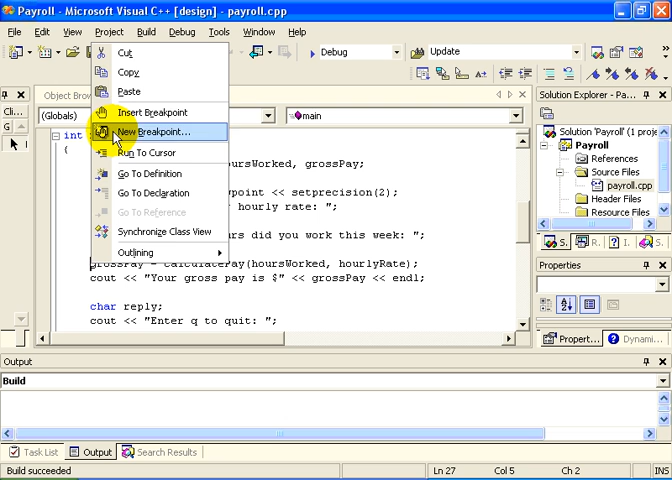 Payroll - Microsoft Visual C++ [design] - payroll.cpp
File Edit View Project Build Debug Tools Window Help
Debug Update
Cli...
G
Object Brow
(Globals) main
int
{
hoursWorked, grossPay;
point << setprecision(2);
hourly rate: ";
urs did you work this week: ";
grossPay = calculatePay(hoursWorked, hourlyRate);
cout << "Your gross pay is $" << grossPay << endl;
char reply;
cout << "Enter q to quit: ";
Cut
Copy
Paste
Insert Breakpoint
New Breakpoint...
Run To Cursor
Go To Definition
Go To Declaration
Go To Reference
Synchronize Class View
Outlining
Solution Explorer - P
Solution 'Payroll' (1 proje
Payroll
References
Source Files
payroll.cpp
Header Files
Resource Files
S. R. I. S.
Properties
Propert... Dynami...
Output
Build
Task List Output Search Results
Build succeeded Ln 27 Col 5 Ch 2 INS